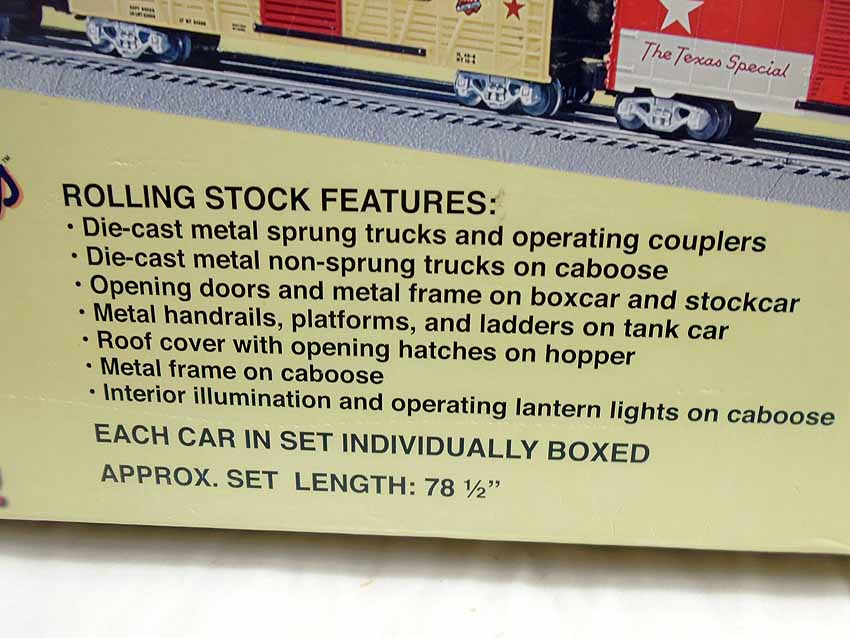 The Texas Special
ROLLING STOCK FEATURES:
• Die-cast metal sprung trucks and operating couplers
• Die-cast metal non-sprung trucks on caboose
• Opening doors and metal frame on boxcar and stockcar
• Metal handrails, platforms, and ladders on tank car
• Roof cover with opening hatches on hopper
• Metal frame on caboose
• Interior illumination and operating lantern lights on caboose
EACH CAR IN SET INDIVIDUALLY BOXED
APPROX. SET LENGTH: 78 ½”